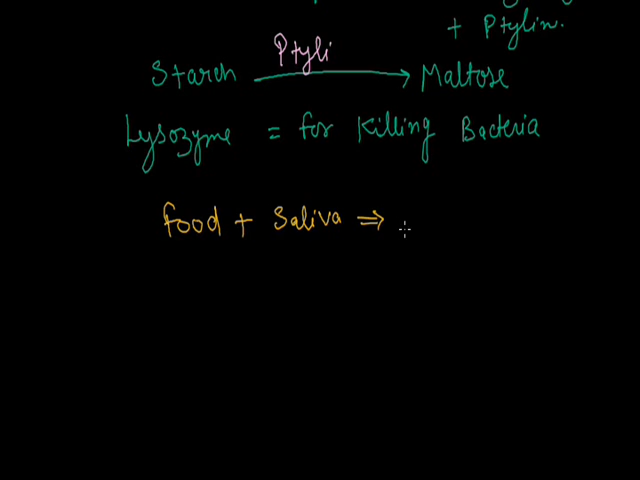 + Ptylin.
Ptyli
Starch → Maltose
Lysozyme = for Killing Bacteria
food + Saliva ⇒